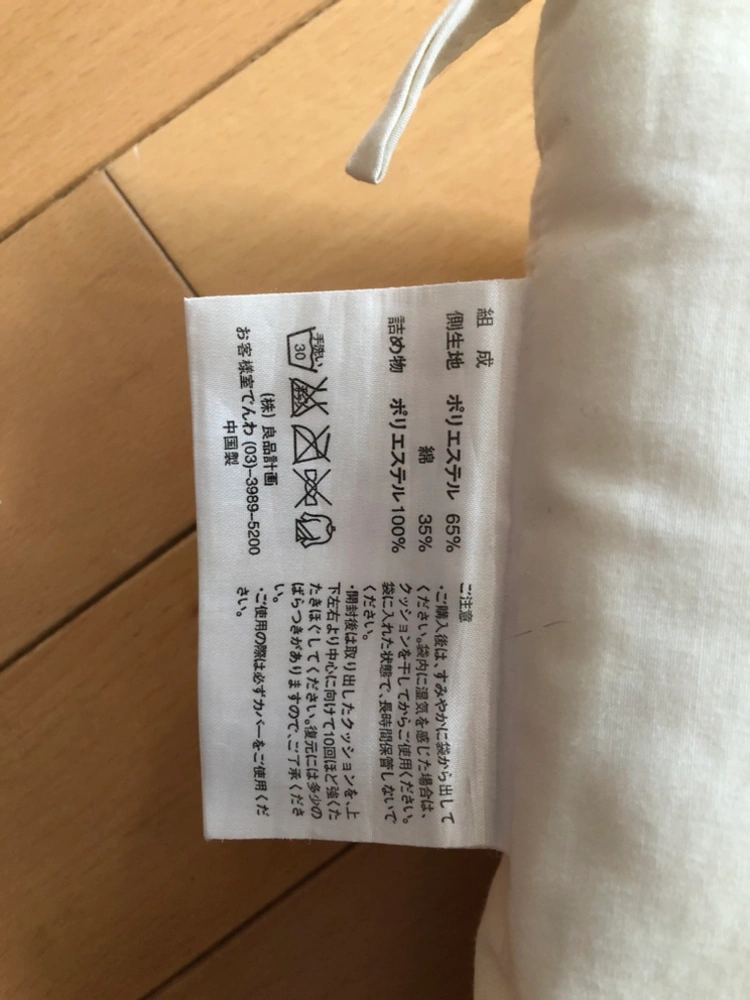 組 成
側生地 ポリエステル 65%
綿 35%
詰め物 ポリエステル100%
手洗い
30
(株) 良品計画
お客様室でんわ (03)-3989-5200
中国製
ご注意
・ご購入後は、すみやかに袋から出して
ください。袋内に湿気を感じた場合は、
クッションを干してからご使用ください。
袋に入れた状態で、長時間保管しないで
ください。
・開封後は取り出したクッションを、上
下左右より中心に向けて10回ほど強くた
たきほぐしてください。復元には多少の
ばらつきがありますので、ご了承くださ
い。
・ご使用の際は必ずカバーをご使用くだ
さい。